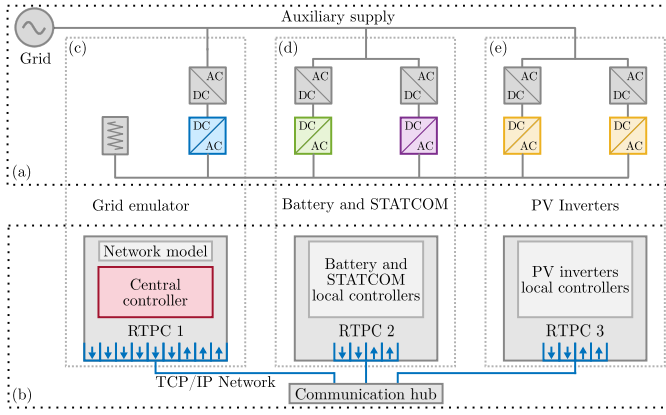 Auxiliary supply
Grid
(c)
(d)
(e)
AC
DC
AC
DC
AC
DC
AC
DC
AC
DC
DC
AC
DC
AC
DC
AC
DC
AC
DC
AC
(a)
Grid emulator
Battery and STATCOM
PV Inverters
Network model
Central
controller
RTPC 1
Battery and
STATCOM
local controllers
RTPC 2
PV inverters
local controllers
RTPC 3
TCP/IP Network
Communication hub
(b)